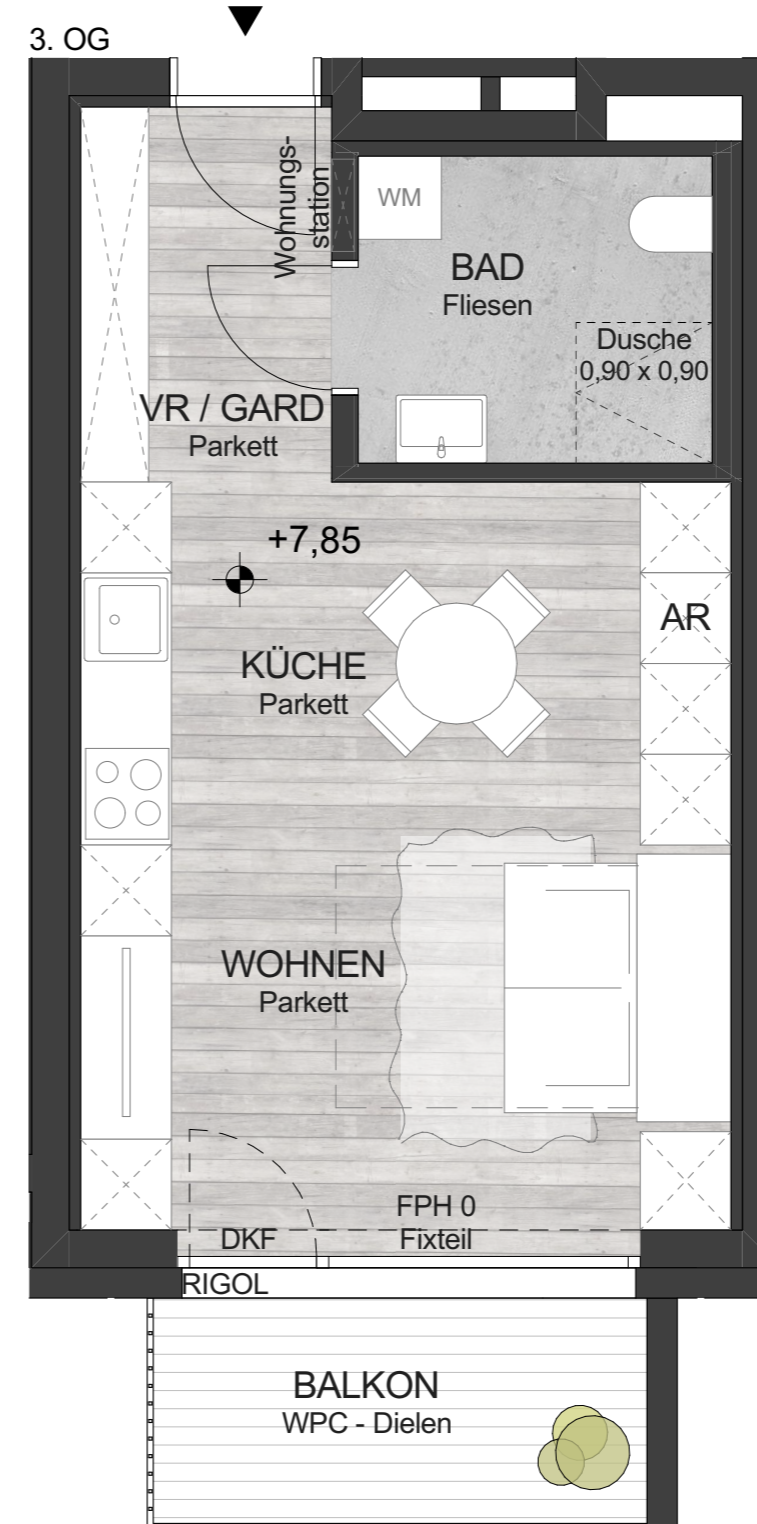 3. OG
Wohnungs-
station
WM
BAD
Fliesen
Dusche
0,90 x 0,90
VR / GARD
Parkett
+7,85
AR
KÜCHE
Parkett
WOHNEN
Parkett
FPH 0
DKF
Fixteil
RIGOL
BALKON
WPC - Dielen